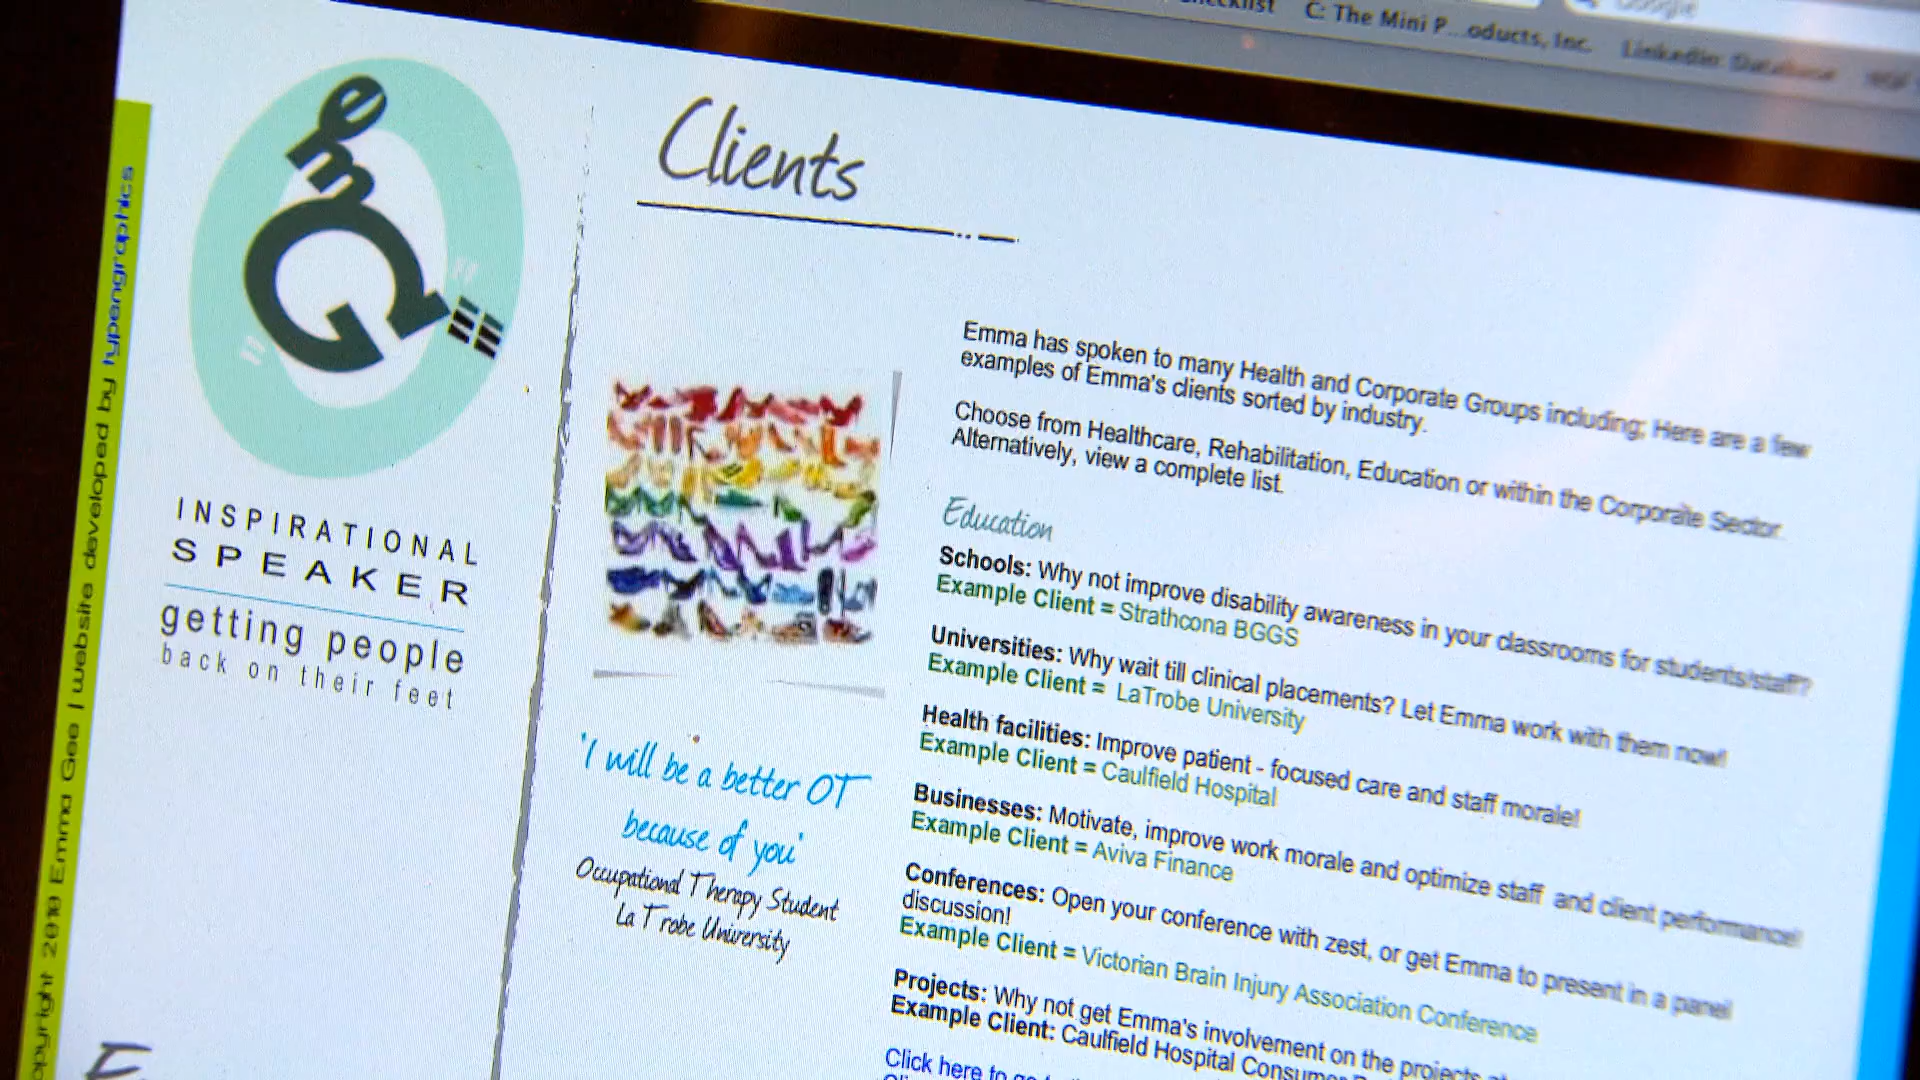 C: The Mini P...oducts, Inc.
LinkedIn: Database
Google
emG
INSPIRATIONAL
SPEAKER
getting people
back on their feet
opyright 2010 Emma Gee | website developed by typengraphics
Clients
'I will be a better OT
because of you'
Occupational Therapy Student
La Trobe University
Emma has spoken to many Health and Corporate Groups including; Here are a few
examples of Emma's clients sorted by industry.
Choose from Healthcare, Rehabilitation, Education or within the Corporate Sector.
Alternatively, view a complete list.
Education
Schools: Why not improve disability awareness in your classrooms for students/staff?
Example Client = Strathcona BGGS
Universities: Why wait till clinical placements? Let Emma work with them now!
Example Client = LaTrobe University
Health facilities: Improve patient - focused care and staff morale!
Example Client = Caulfield Hospital
Businesses: Motivate, improve work morale and optimize staff and client performance!
Example Client = Aviva Finance
Conferences: Open your conference with zest, or get Emma to present in a panel
discussion!
Example Client = Victorian Brain Injury Association Conference
Projects: Why not get Emma's involvement on the projects
Example Client: Caulfield Hospital
Click here to